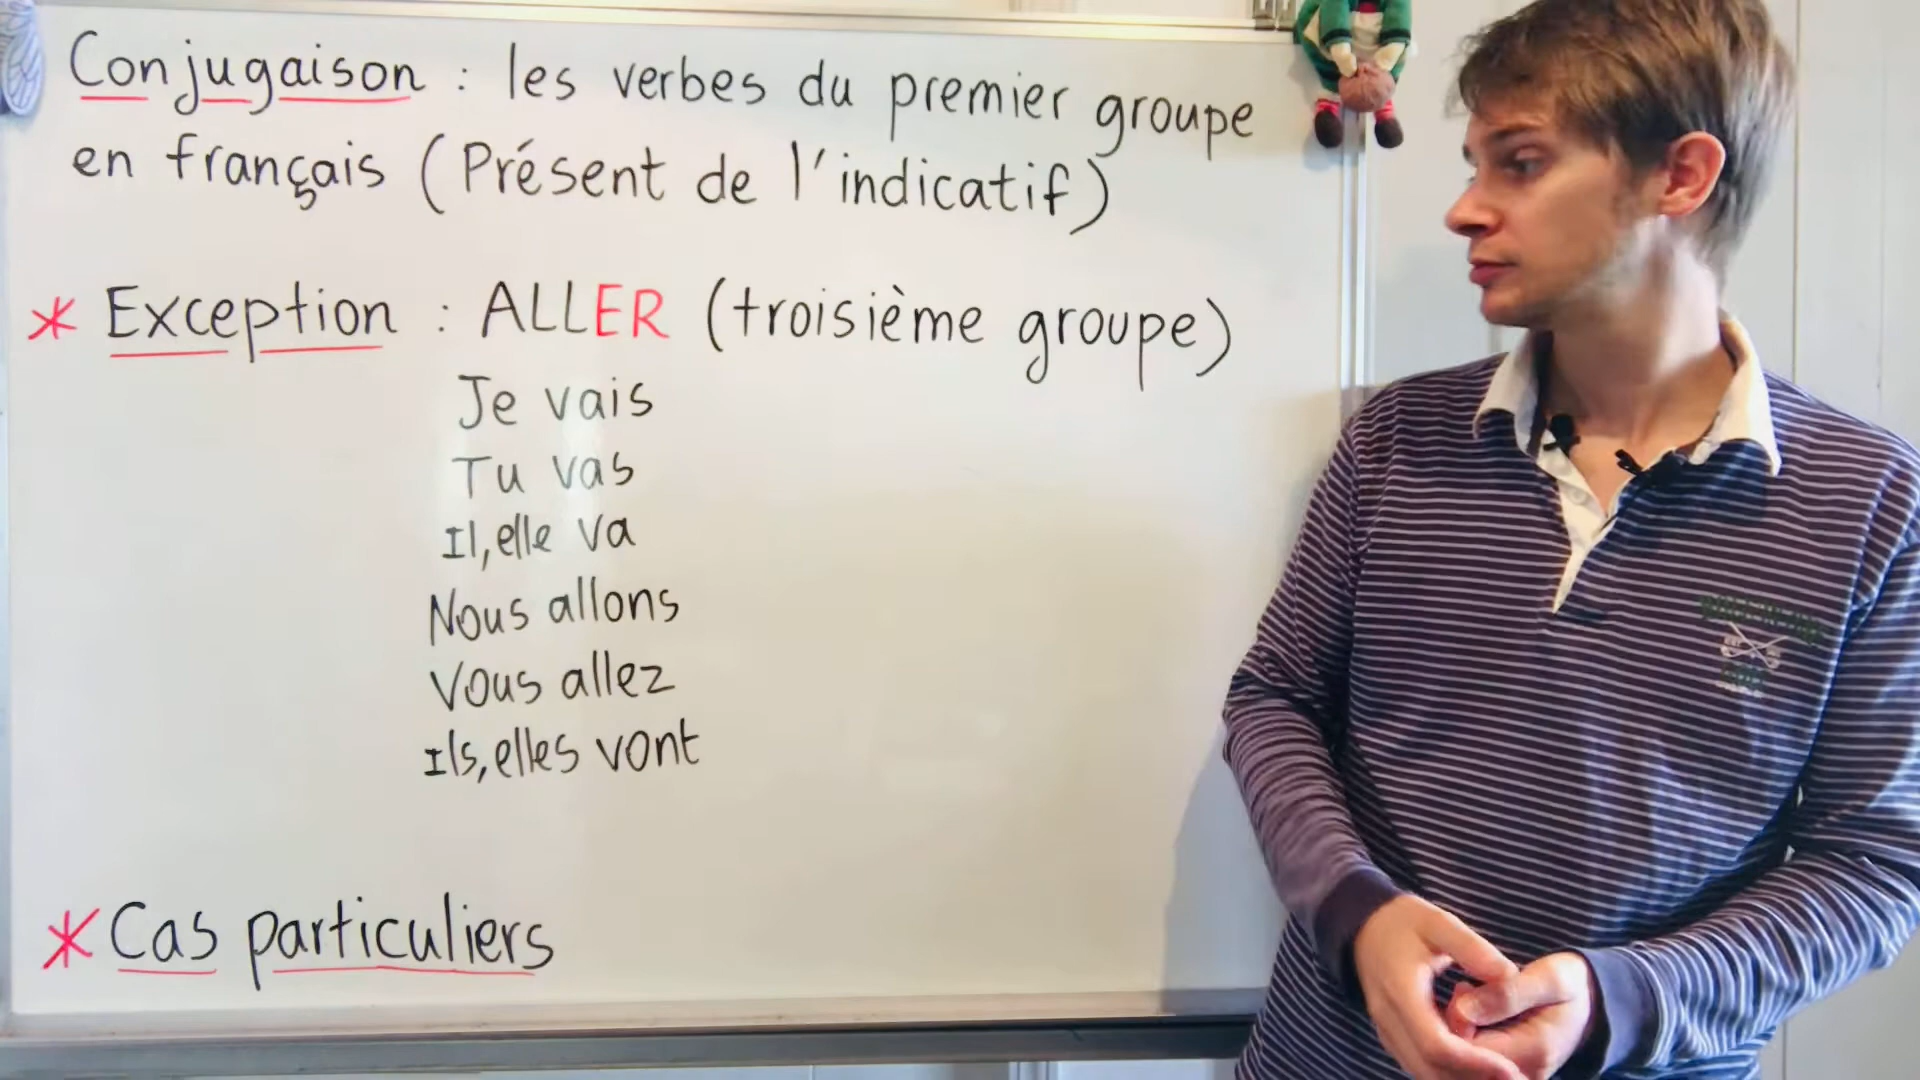 Conjugaison : les verbes du premier groupe
en français (Présent de l'indicatif)
* Exception : ALLER (troisième groupe)
Je vais
Tu vas
Il, elle va
Nous allons
Vous allez
Ils, elles vont
* Cas particuliers